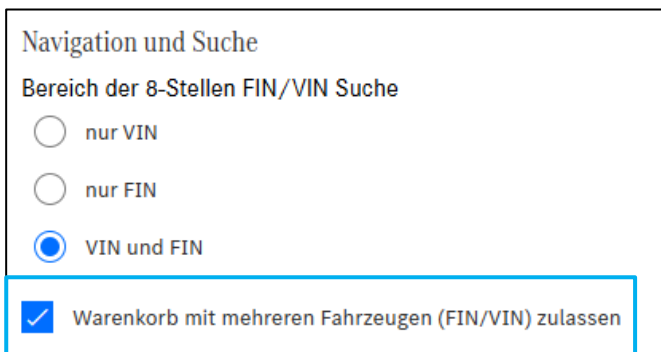 Navigation und Suche
Bereich der 8-Stellen FIN/VIN Suche
nur VIN
nur FIN
VIN und FIN
Warenkorb mit mehreren Fahrzeugen (FIN/VIN) zulassen